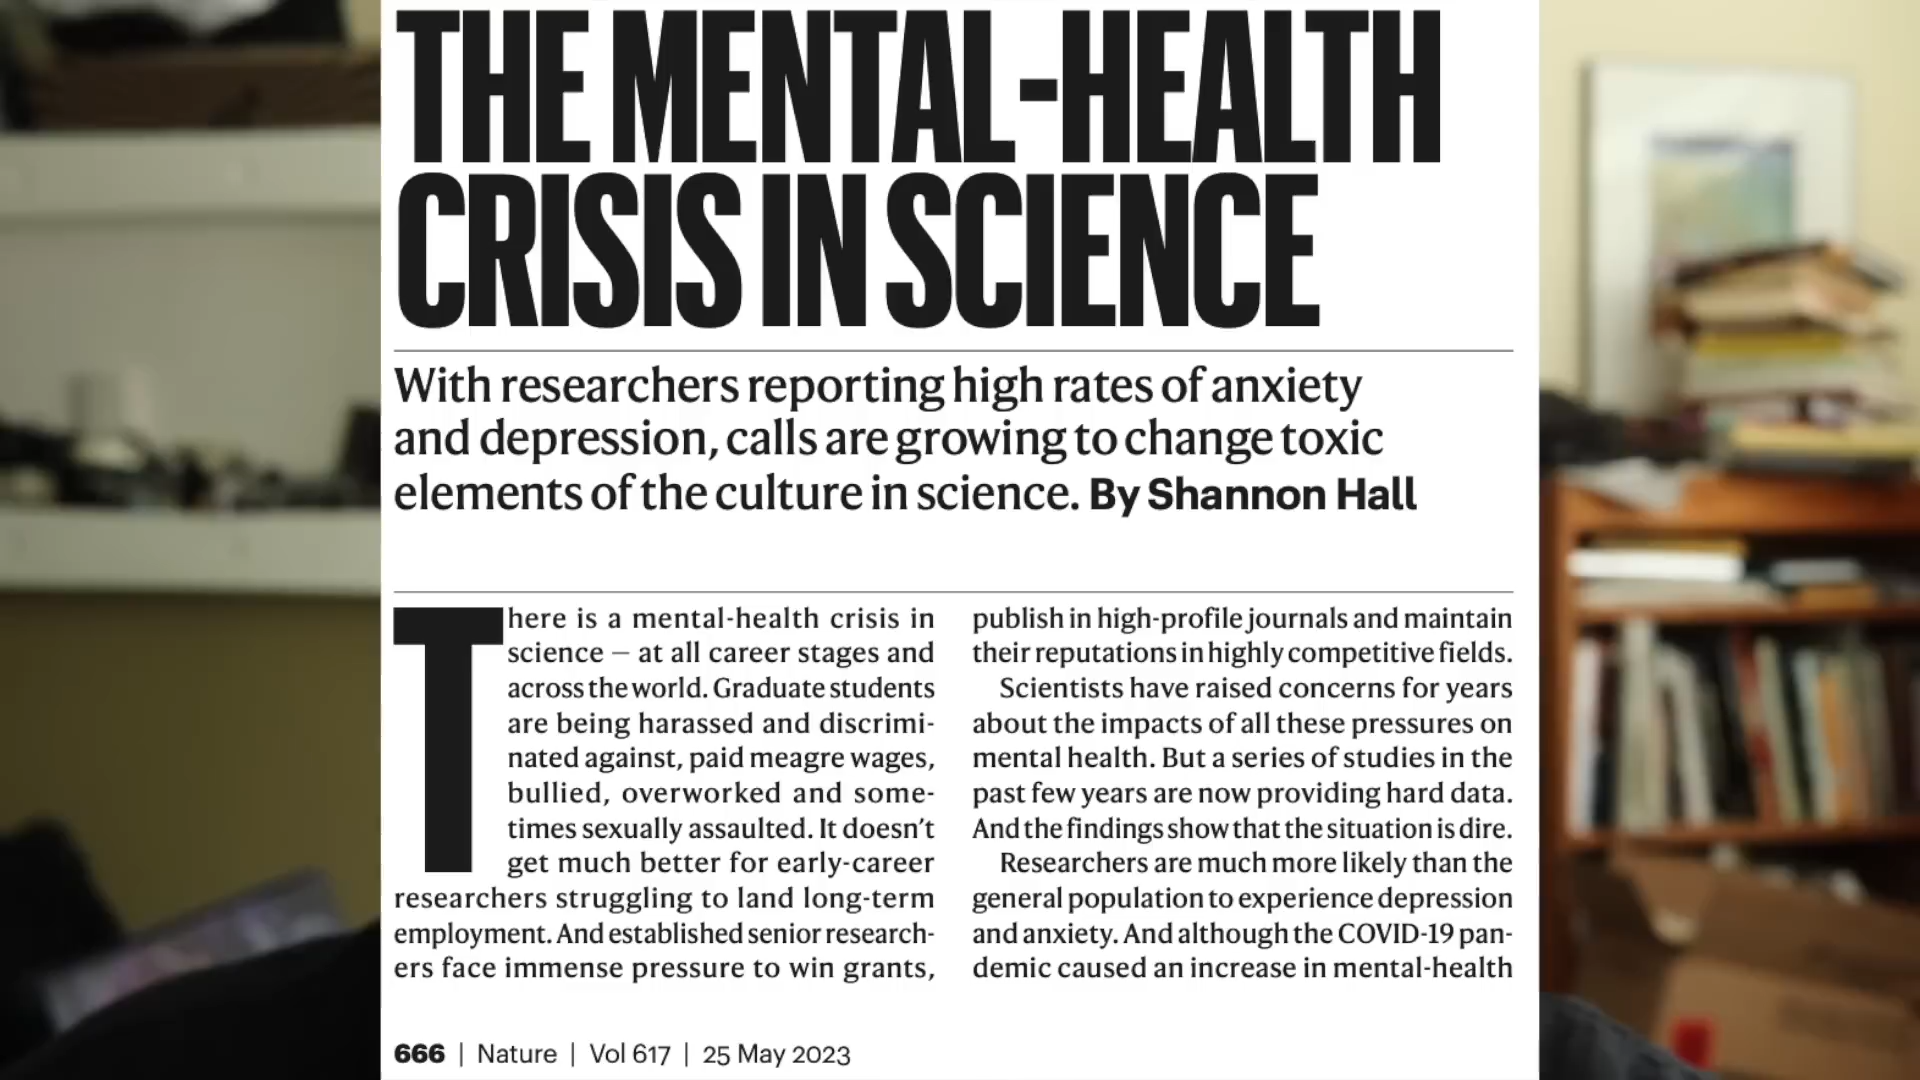 THE MENTAL-HEALTH
CRISIS IN SCIENCE
With researchers reporting high rates of anxiety
and depression, calls are growing to change toxic
elements of the culture in science. By Shannon Hall
There is a mental-health crisis in
science — at all career stages and
across the world. Graduate students
are being harassed and discrimi-
nated against, paid meagre wages,
bullied, overworked and some-
times sexually assaulted. It doesn’t
get much better for early-career
researchers struggling to land long-term
employment. And established senior research-
ers face immense pressure to win grants,
publish in high-profile journals and maintain
their reputations in highly competitive fields.
Scientists have raised concerns for years
about the impacts of all these pressures on
mental health. But a series of studies in the
past few years are now providing hard data.
And the findings show that the situation is dire.
Researchers are much more likely than the
general population to experience depression
and anxiety. And although the COVID-19 pan-
demic caused an increase in mental-health
666 | Nature | Vol 617 | 25 May 2023